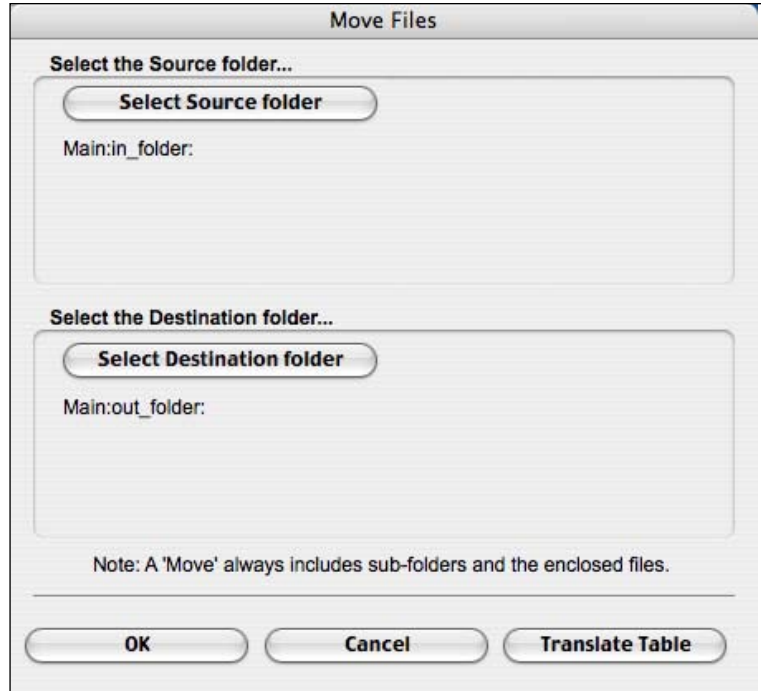 Move Files
Select the Source folder...
Select Source folder
Main:in_folder:
Select the Destination folder...
Select Destination folder
Main:out_folder:
Note: A 'Move' always includes sub-folders and the enclosed files.
OK Cancel Translate Table